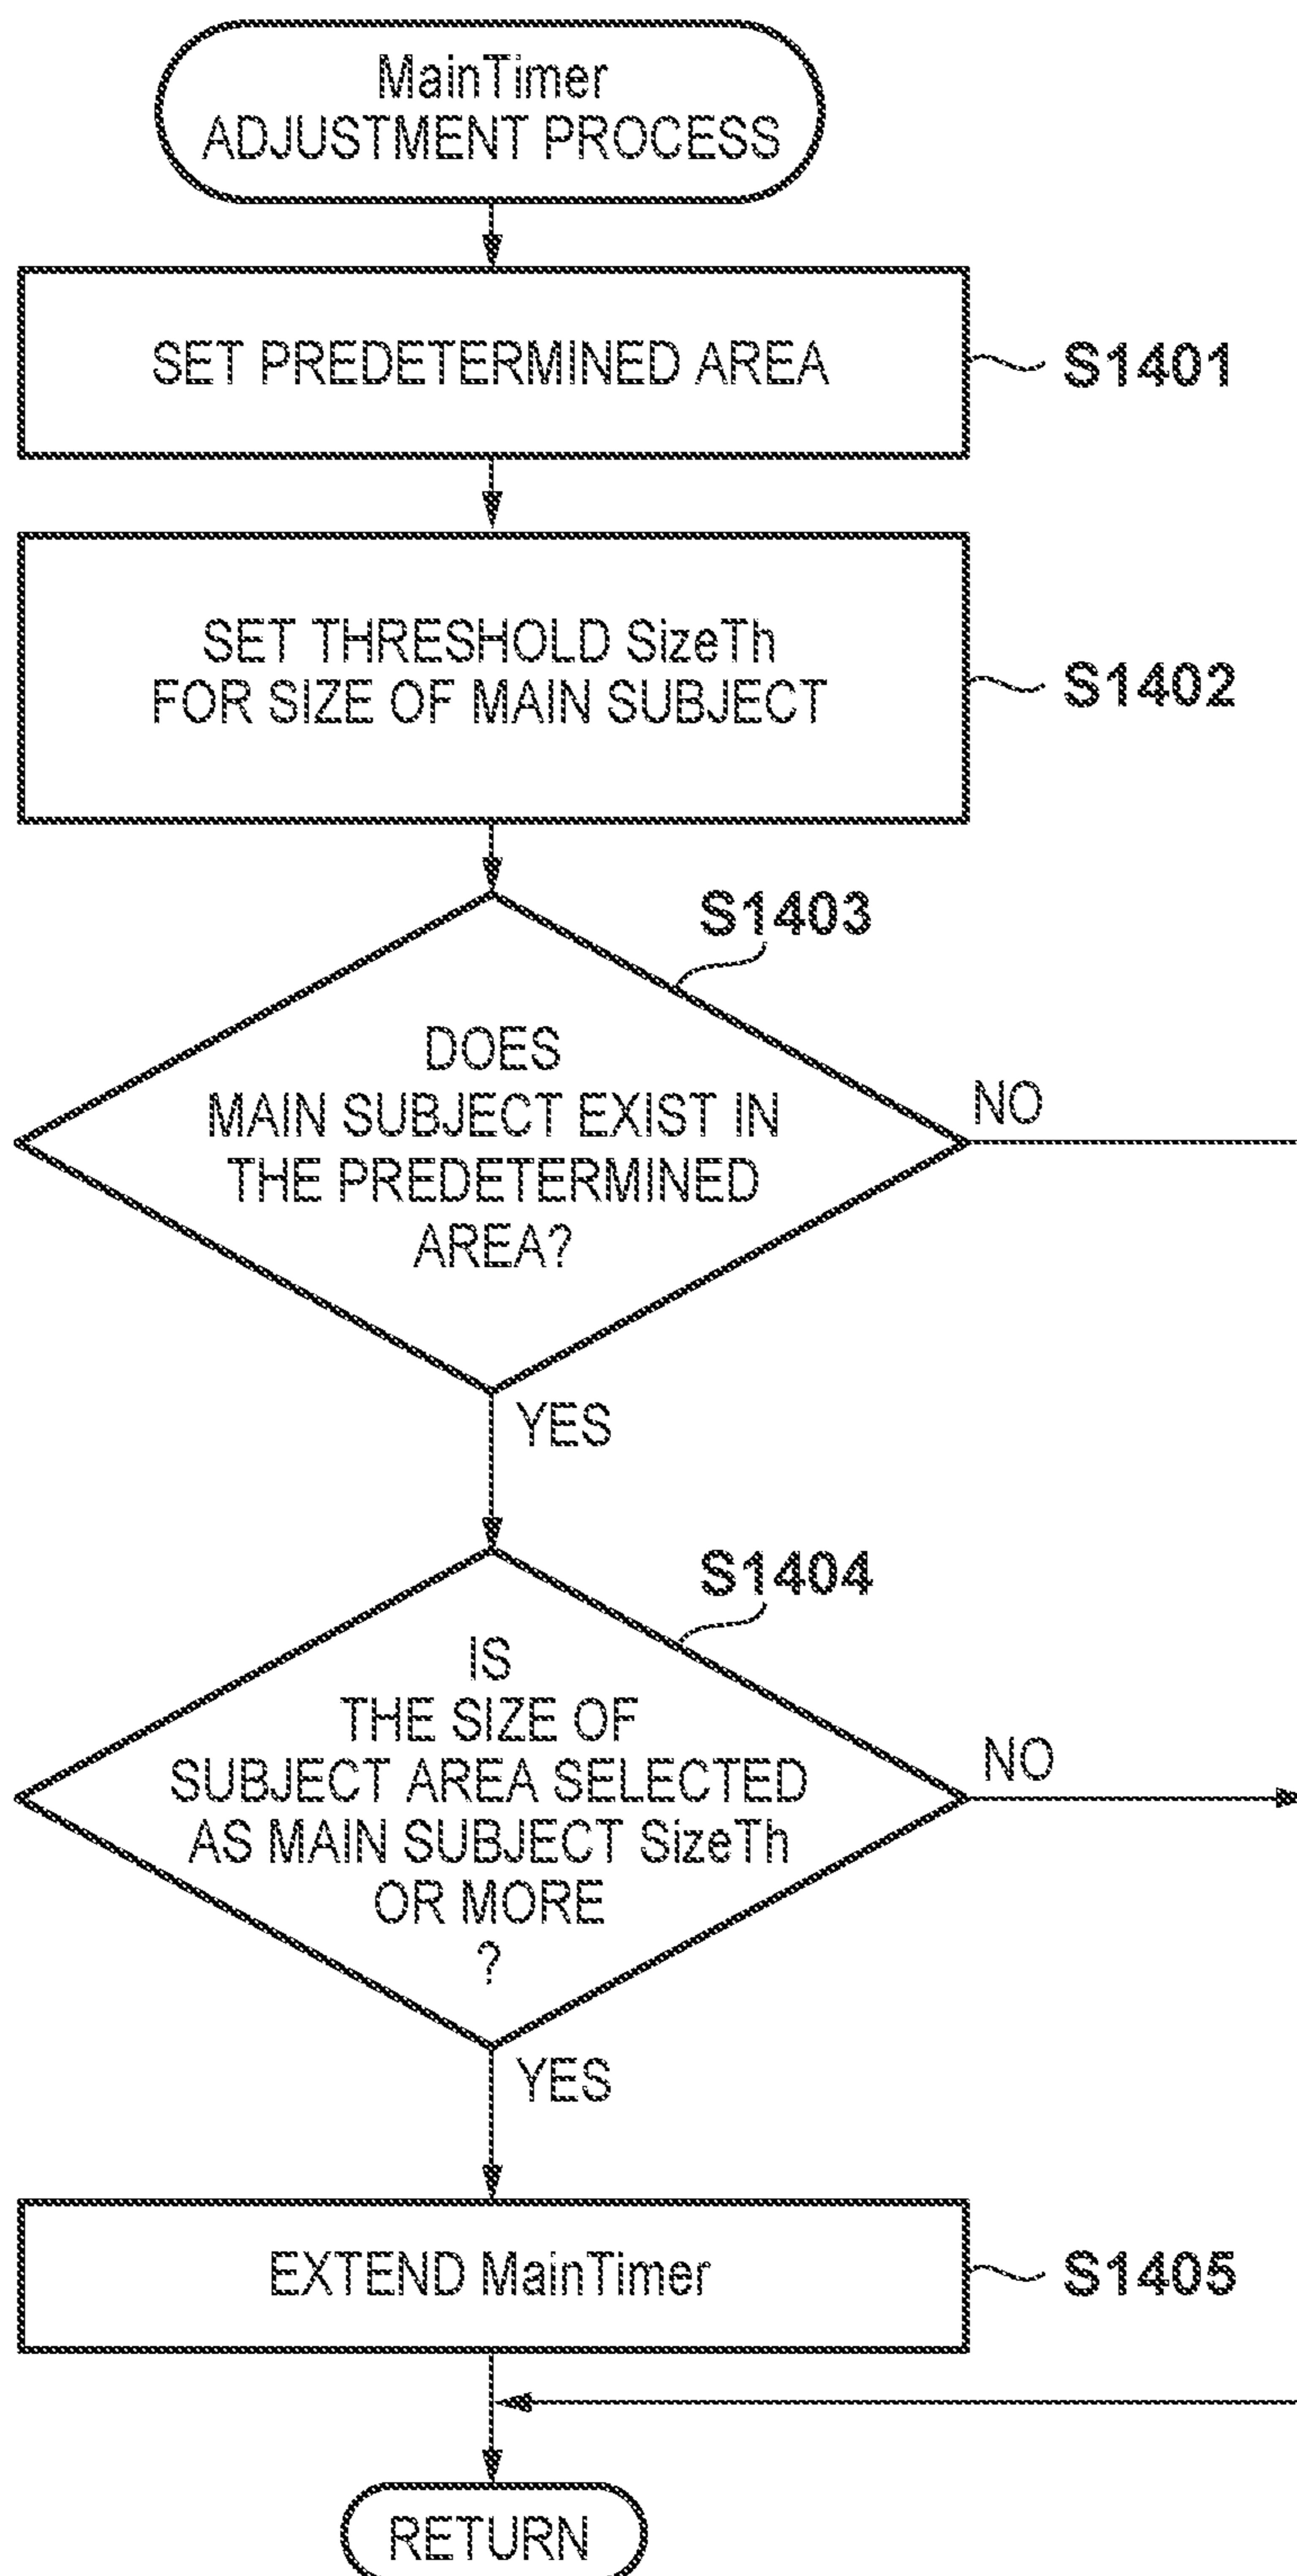 MainTimer
ADJUSTMENT PROCESS
SET PREDETERMINED AREA
S1401
SET THRESHOLD SizeTh
FOR SIZE OF MAIN SUBJECT
S1402
S1403
DOES
MAIN SUBJECT EXIST IN
THE PREDETERMINED
AREA?
NO
YES
S1404
IS
THE SIZE OF
SUBJECT AREA SELECTED
AS MAIN SUBJECT SizeTh
OR MORE
?
NO
YES
EXTEND MainTimer
S1405
RETURN